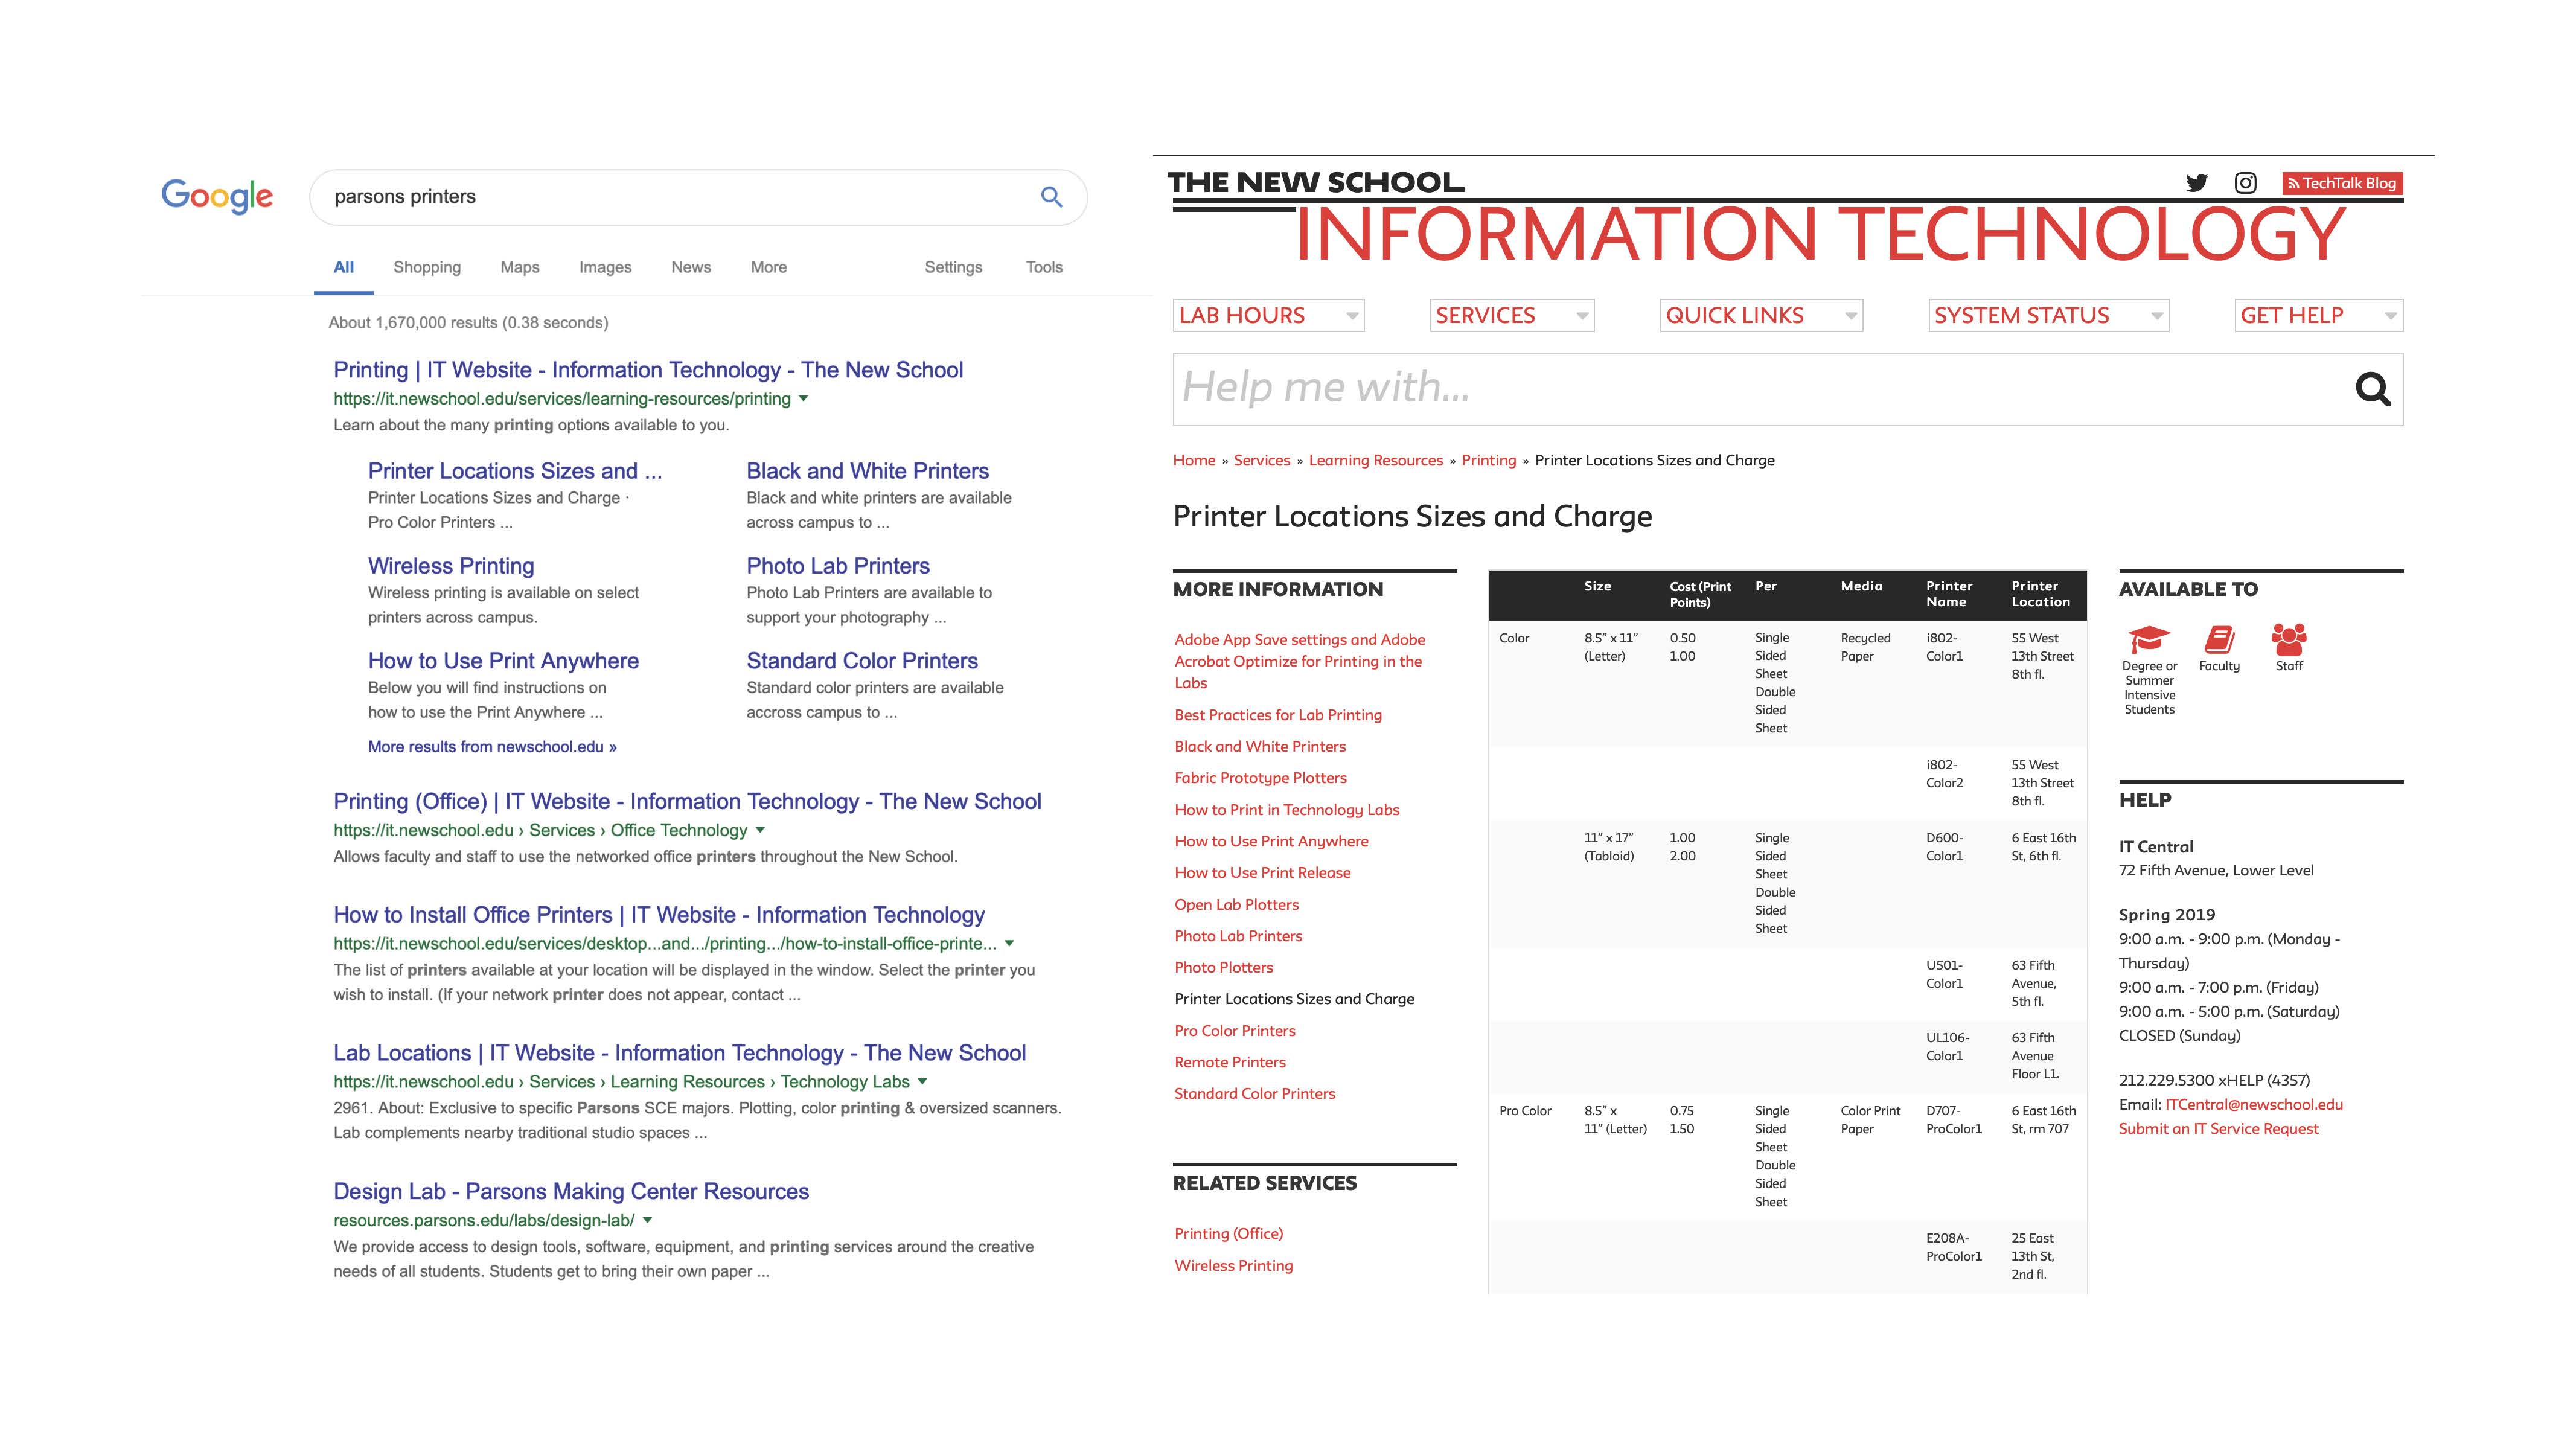 Google
parsons printers
All Shopping Maps Images News More Settings Tools
About 1,670,000 results (0.38 seconds)
Printing | IT Website - Information Technology - The New School
https://it.newschool.edu/services/learning-resources/printing
Learn about the many printing options available to you.
Printer Locations Sizes and ...
Printer Locations Sizes and Charge ·
Pro Color Printers ...
Black and White Printers
Black and white printers are available
across campus to ...
Wireless Printing
Wireless printing is available on select
printers across campus.
Photo Lab Printers
Photo Lab Printers are available to
support your photography ...
How to Use Print Anywhere
Below you will find instructions on
how to use the Print Anywhere ...
Standard Color Printers
Standard color printers are available
accross campus to ...
More results from newschool.edu »
Printing (Office) | IT Website - Information Technology - The New School
https://it.newschool.edu › Services › Office Technology
Allows faculty and staff to use the networked office printers throughout the New School.
How to Install Office Printers | IT Website - Information Technology
https://it.newschool.edu/services/desktop...and.../printing.../how-to-install-office-printe...
The list of printers available at your location will be displayed in the window. Select the printer you
wish to install. (If your network printer does not appear, contact ...
Lab Locations | IT Website - Information Technology - The New School
https://it.newschool.edu › Services › Learning Resources › Technology Labs
2961. About: Exclusive to specific Parsons SCE majors. Plotting, color printing & oversized scanners.
Lab complements nearby traditional studio spaces ...
Design Lab - Parsons Making Center Resources
resources.parsons.edu/labs/design-lab/
We provide access to design tools, software, equipment, and printing services around the creative
needs of all students. Students get to bring their own paper ...
THE NEW SCHOOL
TechTalk Blog
INFORMATION TECHNOLOGY
LAB HOURS SERVICES QUICK LINKS SYSTEM STATUS GET HELP
Help me with...
Home » Services » Learning Resources » Printing » Printer Locations Sizes and Charge
Printer Locations Sizes and Charge
MORE INFORMATION
Adobe App Save settings and Adobe
Acrobat Optimize for Printing in the
Labs
Best Practices for Lab Printing
Black and White Printers
Fabric Prototype Plotters
How to Print in Technology Labs
How to Use Print Anywhere
How to Use Print Release
Open Lab Plotters
Photo Lab Printers
Photo Plotters
Printer Locations Sizes and Charge
Pro Color Printers
Remote Printers
Standard Color Printers
RELATED SERVICES
Printing (Office)
Wireless Printing
Size Cost (Print Per Media Printer Printer
Points) Name Location
Color 8.5" x 11" 0.50 Single Recycled i802- 55 West
(Letter) 1.00 Sided Paper Color1 13th Street
Sheet 8th fl.
Double
Sided
Sheet
i802- 55 West
Color2 13th Street
8th fl.
11" x 17" 1.00 Single D600- 6 East 16th
(Tabloid) 2.00 Sided Color1 St, 6th fl.
Sheet
Double
Sided
Sheet
U501- 63 Fifth
Color1 Avenue,
5th fl.
UL106- 63 Fifth
Color1 Avenue
Floor L1.
Pro Color 8.5" x 0.75 Single Color Print D707- 6 East 16th
11" (Letter) 1.50 Sided Paper ProColor1 St, rm 707
Sheet
Double
Sided
Sheet
E208A- 25 East
ProColor1 13th St,
2nd fl.
AVAILABLE TO
Degree or Faculty Staff
Summer
Intensive
Students
HELP
IT Central
72 Fifth Avenue, Lower Level
Spring 2019
9:00 a.m. - 9:00 p.m. (Monday -
Thursday)
9:00 a.m. - 7:00 p.m. (Friday)
9:00 a.m. - 5:00 p.m. (Saturday)
CLOSED (Sunday)
212.229.5300 xHELP (4357)
Email: ITCentral@newschool.edu
Submit an IT Service Request